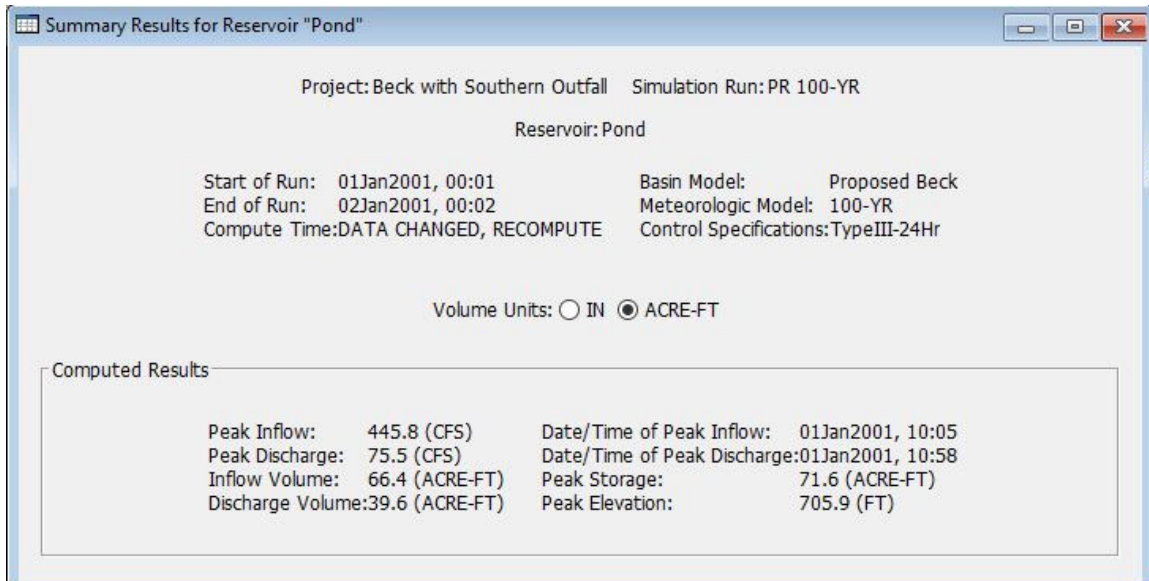 Summary Results for Reservoir "Pond"
Project: Beck with Southern Outfall Simulation Run: PR 100-YR
Reservoir: Pond
Start of Run: 01Jan2001, 00:01 Basin Model: Proposed Beck
End of Run: 02Jan2001, 00:02 Meteorologic Model: 100-YR
Compute Time:DATA CHANGED, RECOMPUTE Control Specifications:TypeIII-24Hr
Volume Units: IN ACRE-FT
Computed Results
Peak Inflow: 445.8 (CFS) Date/Time of Peak Inflow: 01Jan2001, 10:05
Peak Discharge: 75.5 (CFS) Date/Time of Peak Discharge:01Jan2001, 10:58
Inflow Volume: 66.4 (ACRE-FT) Peak Storage: 71.6 (ACRE-FT)
Discharge Volume:39.6 (ACRE-FT) Peak Elevation: 705.9 (FT)